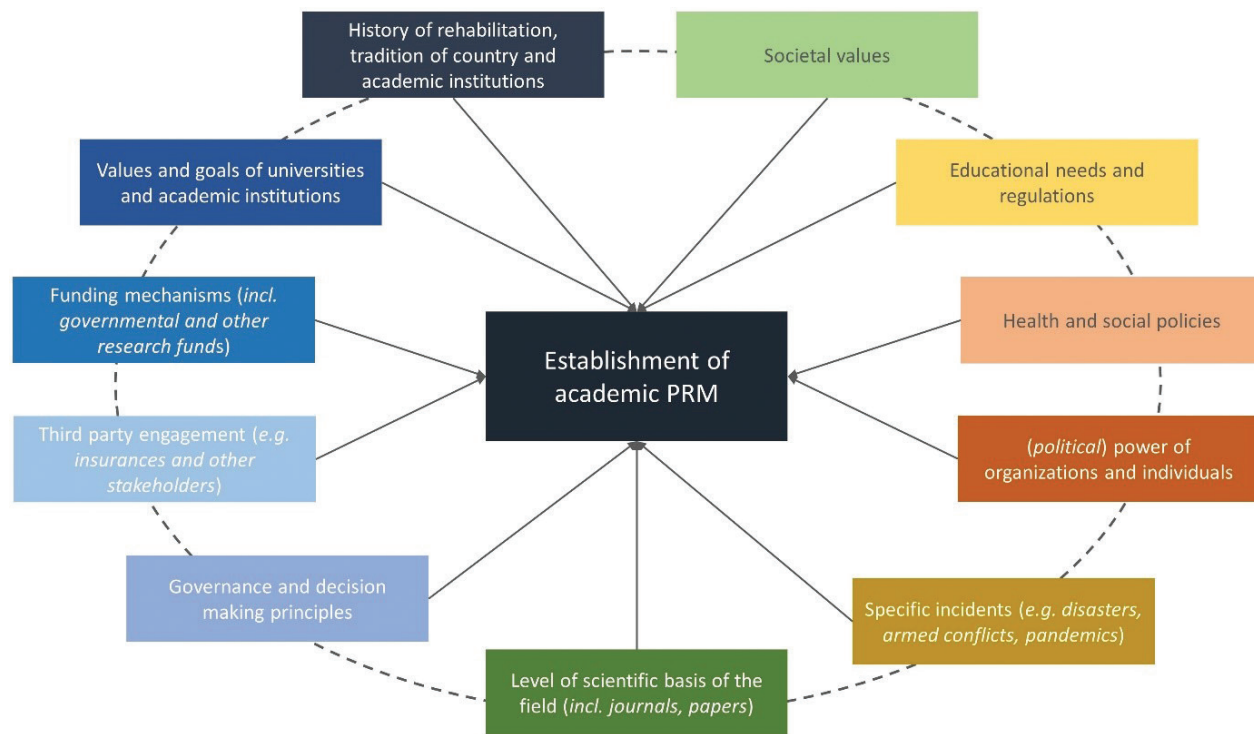 History of rehabilitation,
tradition of country and
academic institutions
Societal values
Values and goals of universities
and academic institutions
Educational needs and
regulations
Funding mechanisms (incl.
governmental and other
research funds)
Health and social policies
Establishment of
academic PRM
Third party engagement (e.g.
insurances and other
stakeholders)
(political) power of
organizations and individuals
Governance and decision
making principles
Specific incidents (e.g. disasters,
armed conflicts, pandemics)
Level of scientific basis of the
field (incl. journals, papers)